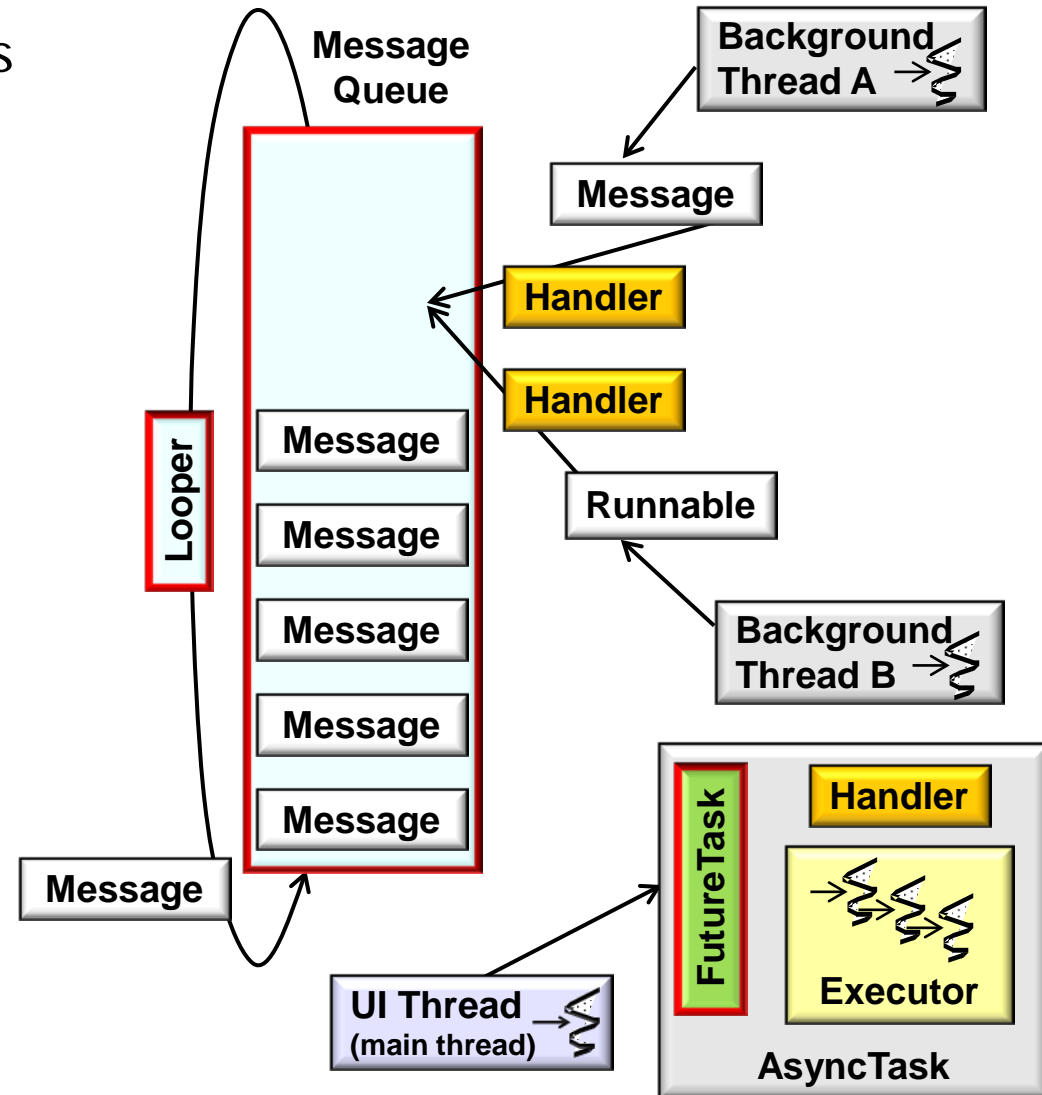 s
Message
Queue
Background
Thread A
Message
Handler
Handler
Message
Looper
Message
Runnable
Message
Background
Thread B
Message
Message
Message
FutureTask
Handler
Executor
AsyncTask
UI Thread
(main thread)